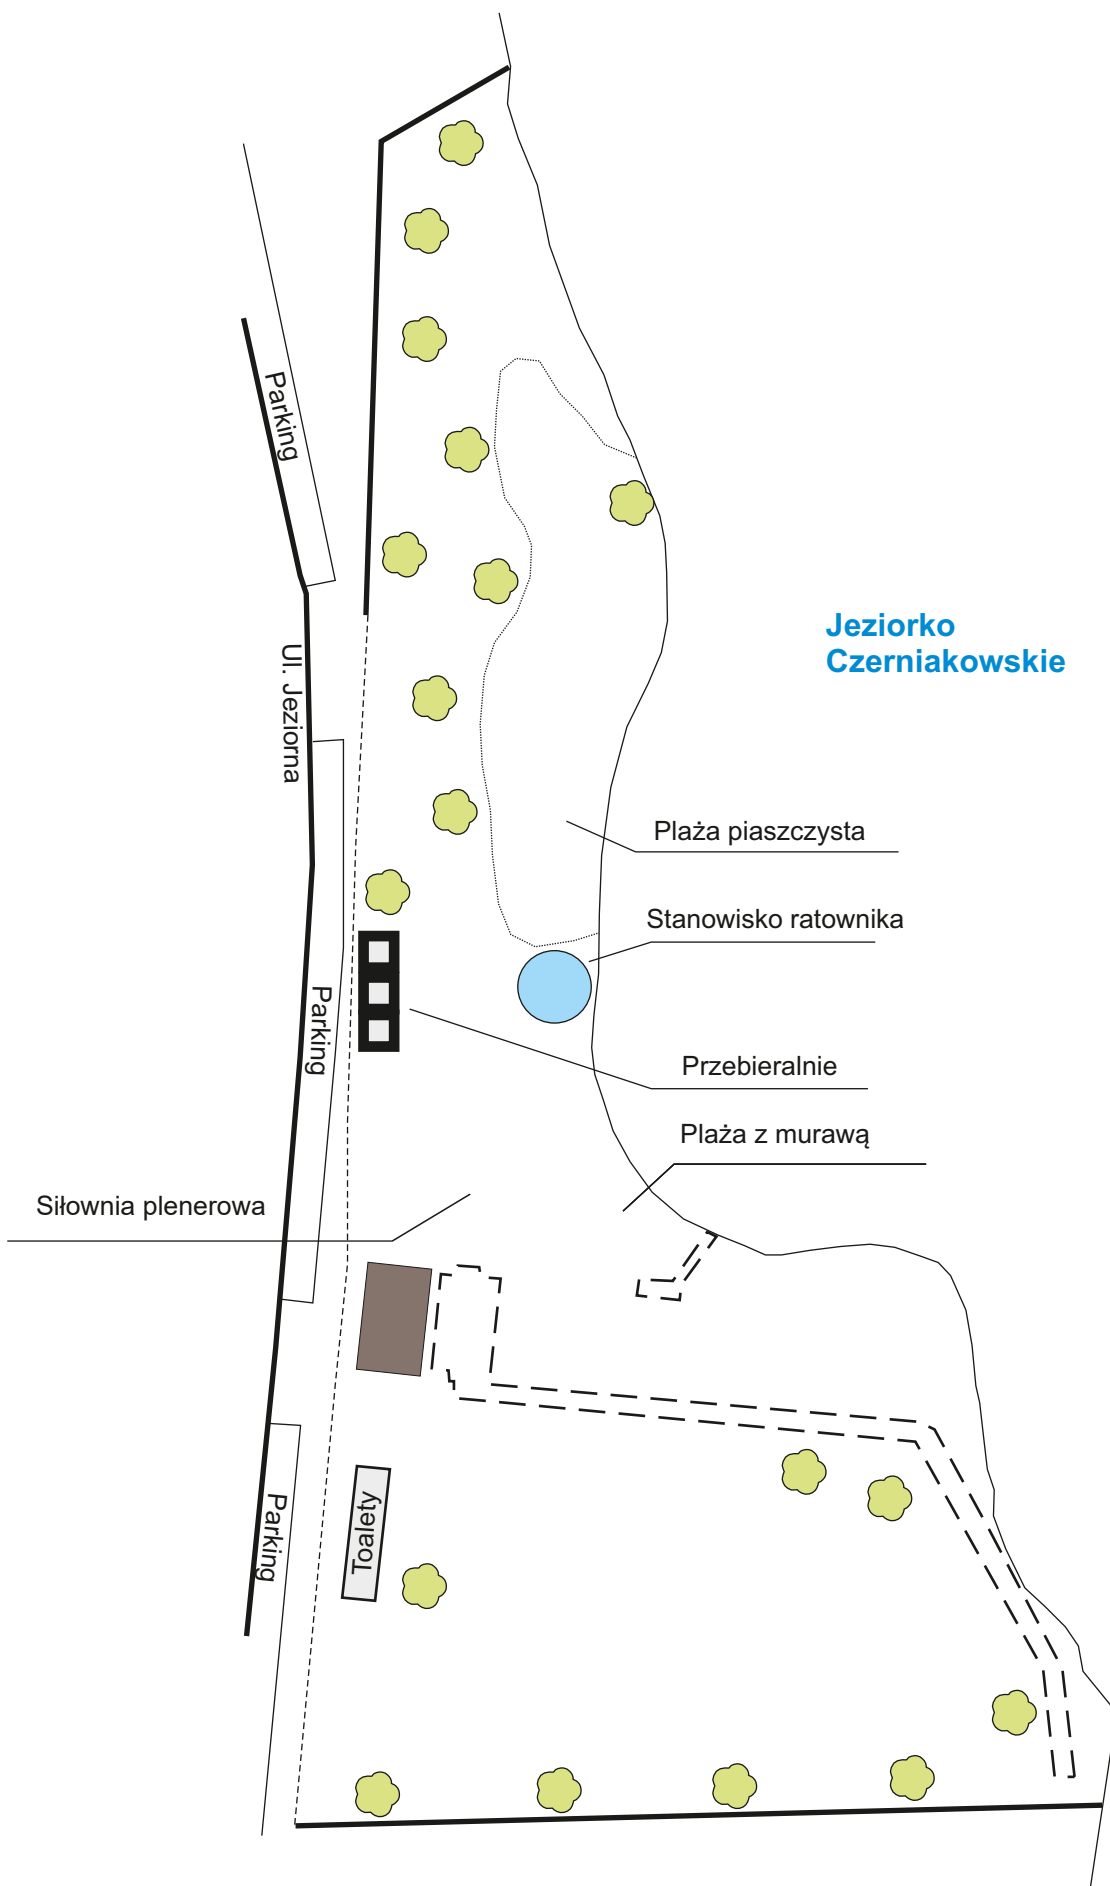 Parking
Ul. Jeziorna
Jeziorko
Czerniakowskie
Plaża piaszczysta
Stanowisko ratownika
Parking
Przebieralnie
Plaża z murawą
Siłownia plenerowa
Parking
Toalety